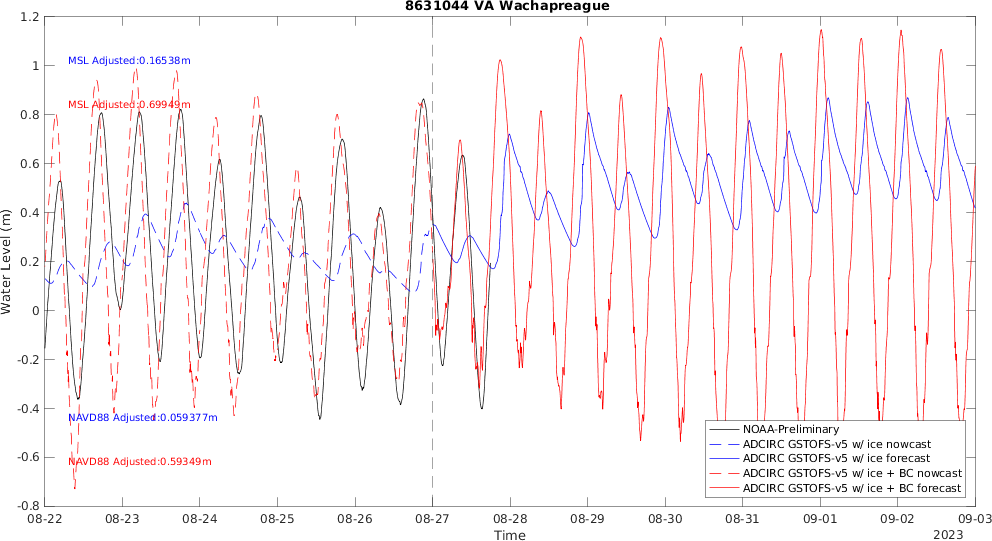 8631044 VA Wachapreague
1.2
1
0.8
0.6
0.4
0.2
0
-0.2
-0.4
-0.6
-0.8
Water Level (m)
MSL Adjusted:0.16538m
MSL Adjusted:0.69949m
NAVD88 Adjusted:0.059377m
NAVD88 Adjusted:0.59349m
NOAA-Preliminary
ADCIRC GSTOFS-v5 w/ ice nowcast
ADCIRC GSTOFS-v5 w/ ice forecast
ADCIRC GSTOFS-v5 w/ ice + BC nowcast
ADCIRC GSTOFS-v5 w/ ice + BC forecast
08-22 08-23 08-24 08-25 08-26 08-27 08-28 08-29 08-30 08-31 09-01 09-02 09-03
Time
2023